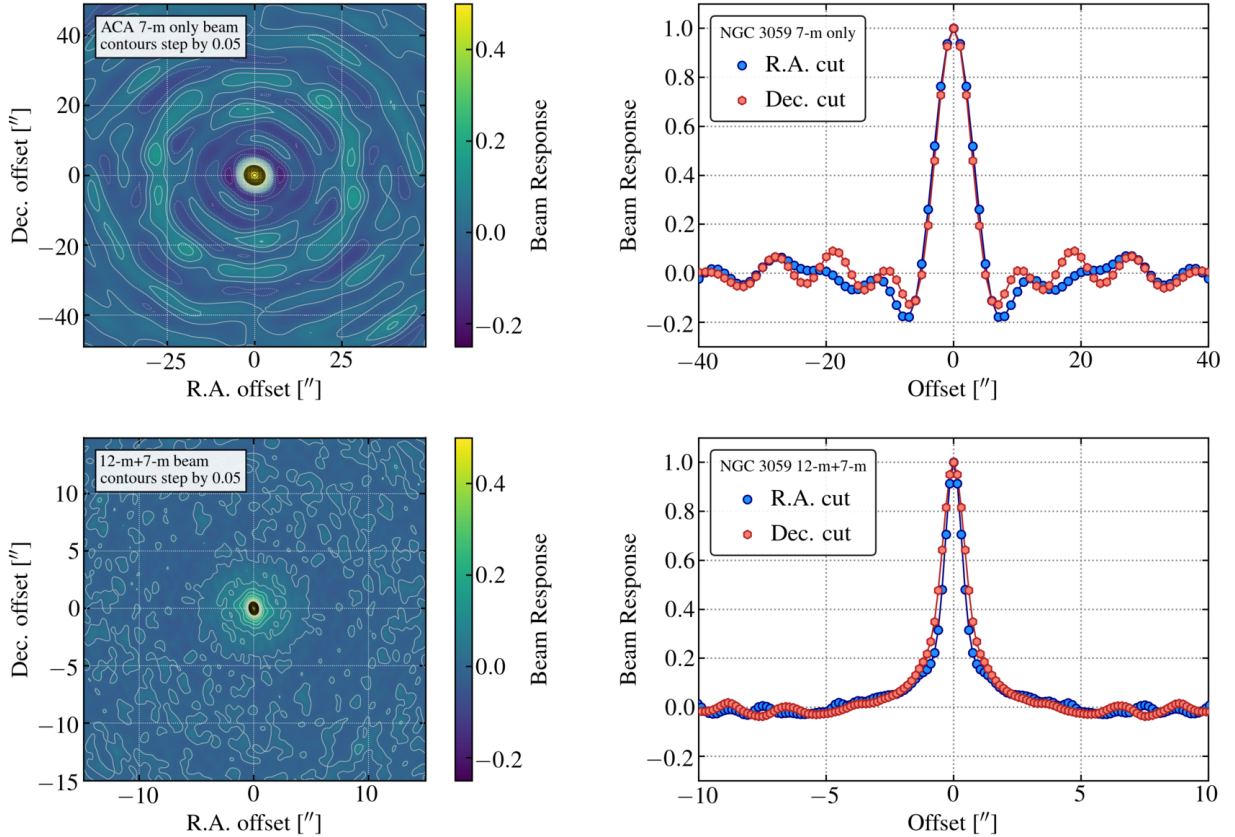 ACA 7-m only beam
contours step by 0.05
40
20
0
−20
−40
−25
0
25
Dec. offset [″]
R.A. offset [″]
0.4
0.2
0.0
−0.2
Beam Response
NGC 3059 7-m only
R.A. cut
Dec. cut
1.0
0.8
0.6
0.4
0.2
0.0
−0.2
−40
−20
0
20
40
Beam Response
Offset [″]
12-m+7-m beam
contours step by 0.05
10
5
0
−5
−10
−15
−10
0
10
Dec. offset [″]
R.A. offset [″]
0.4
0.2
0.0
−0.2
Beam Response
NGC 3059 12-m+7-m
R.A. cut
Dec. cut
1.0
0.8
0.6
0.4
0.2
0.0
−0.2
−10
−5
0
5
10
Beam Response
Offset [″]